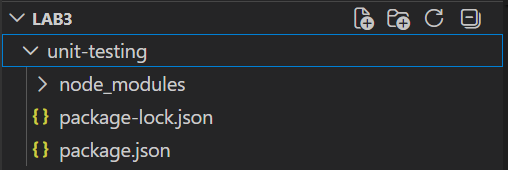 LAB3
unit-testing
node_modules
{} package-lock.json
{} package.json